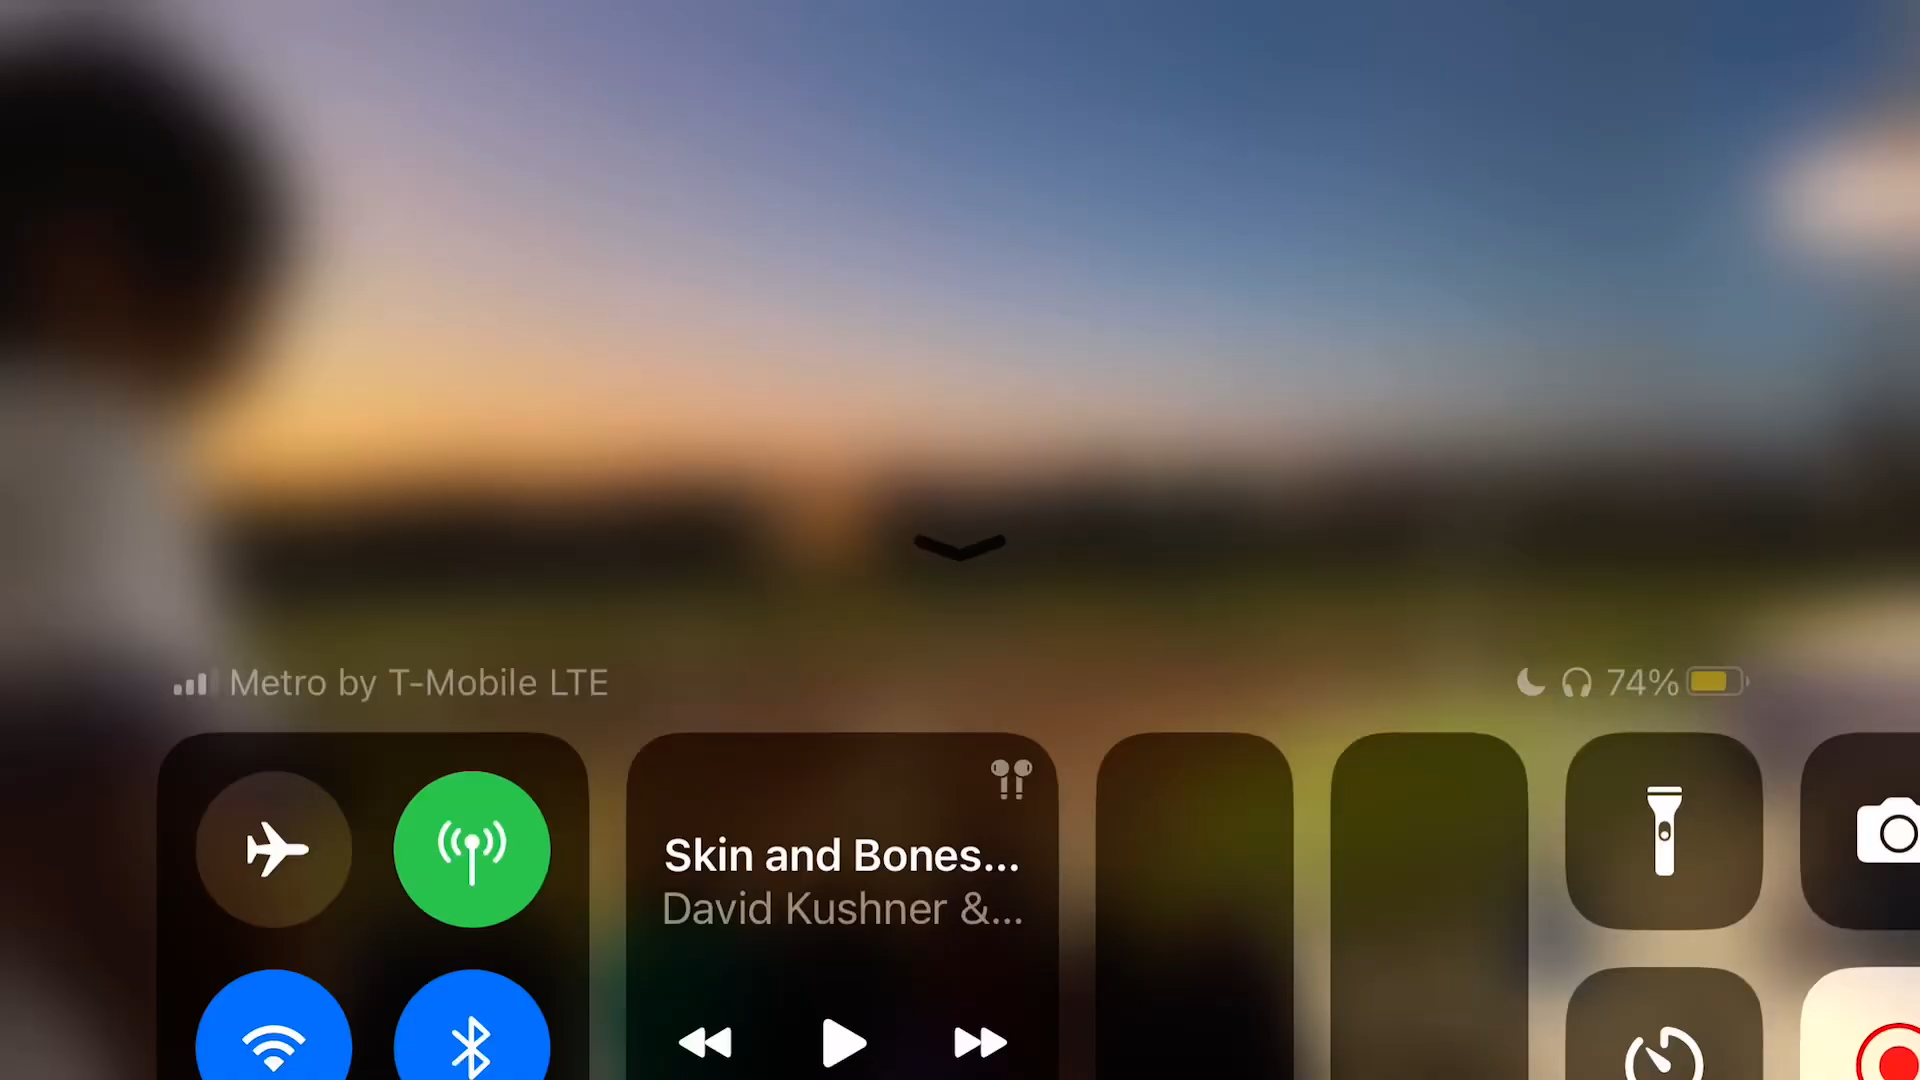 Metro by T-Mobile LTE
74%
Skin and Bones...
David Kushner &...